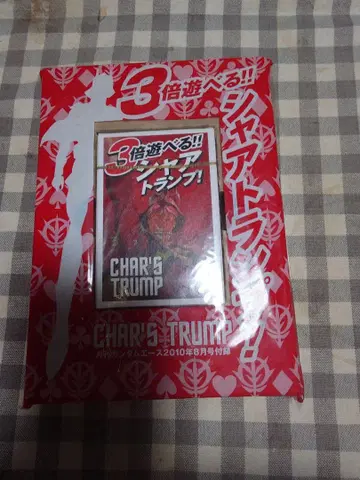 3倍遊べる!!
シャアトランプ!
3倍遊べる!!
シャア
トランプ!
CHAR'S
TRUMP
CHAR'S TRUMP
月刊ガンダムエース2010年8月号付録